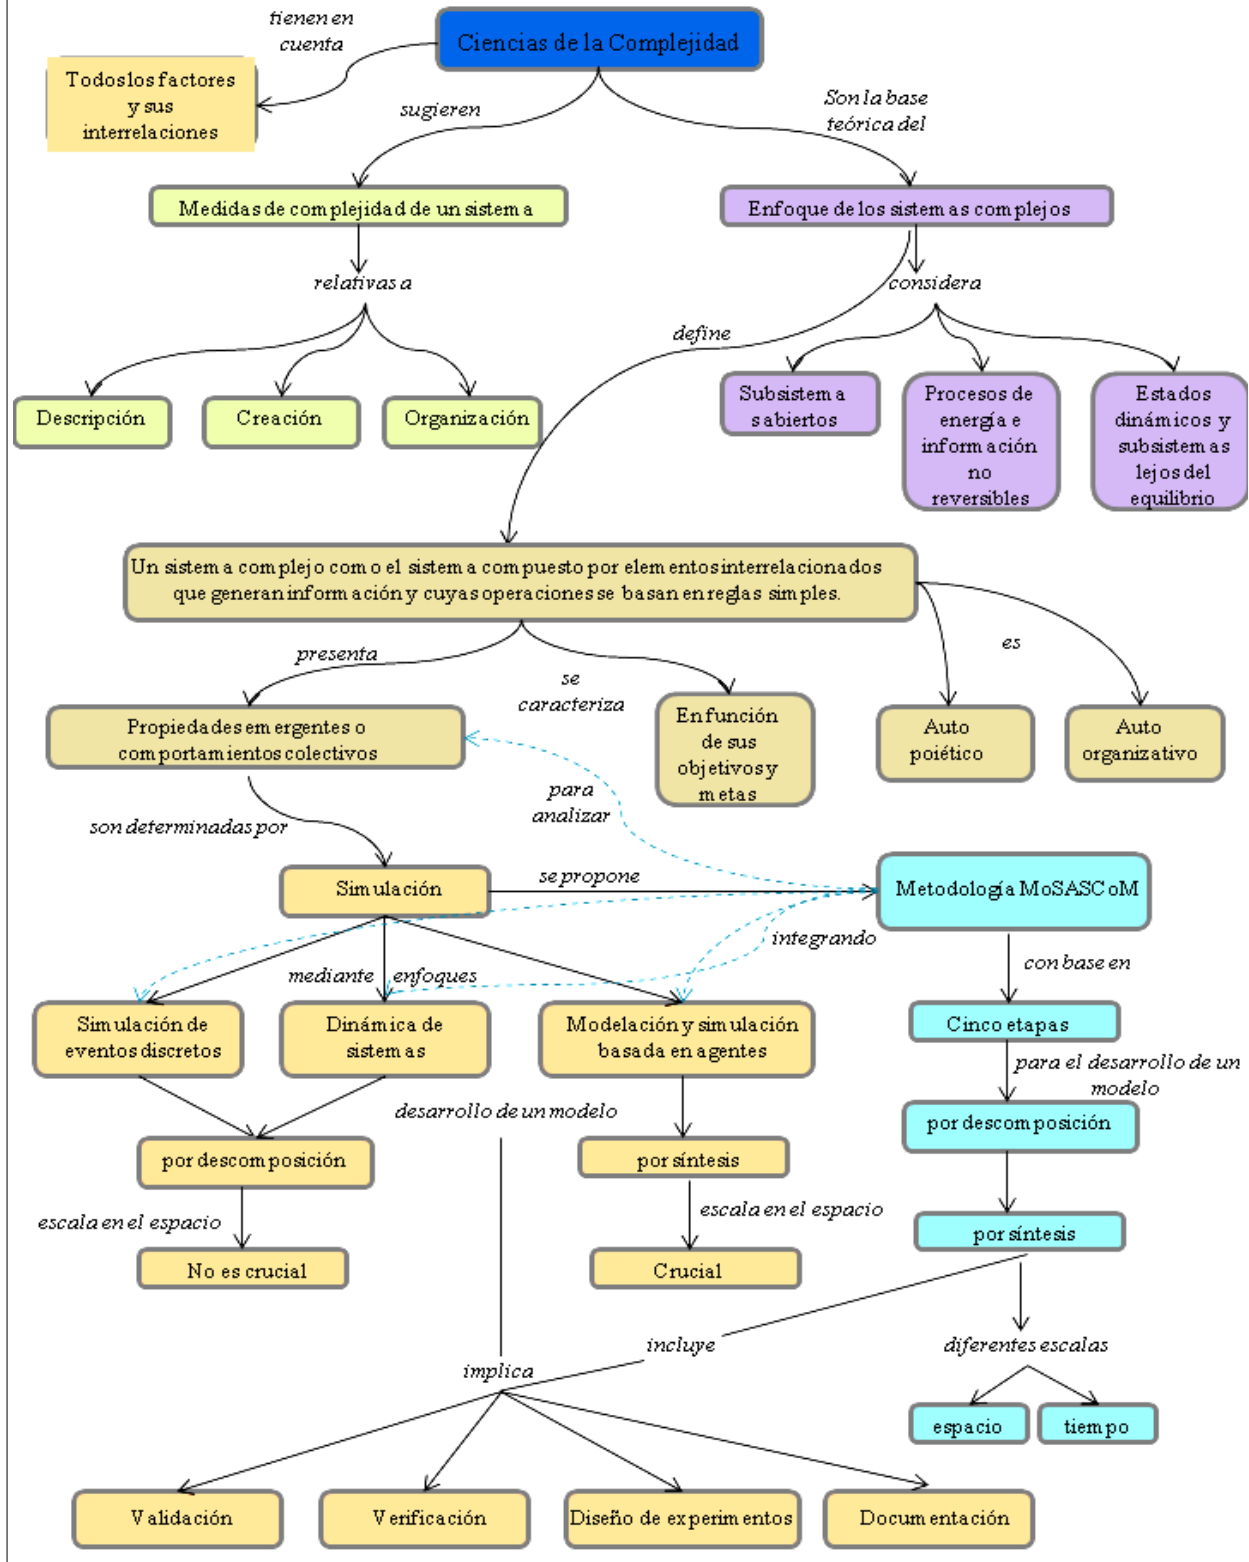 tienen en
cuenta
Ciencias de la Complejidad
Todos los factores
y sus
interrelaciones
sugieren
Son la base
teórica del
Medidas de complejidad de un sistema
Enfoque de los sistemas complejos
relativas a
considera
define
Descripción
Creación
Organización
Subsistema
s abiertos
Procesos de
energía e
información
no
reversibles
Estados
dinámicos y
subsistemas
lejos del
equilibrio
Un sistema complejo como el sistema compuesto por elementos interrelacionados
que generan información y cuyas operaciones se basan en reglas simples.
presenta
se
caracteriza
es
Propiedades emergentes o
comportamientos colectivos
En función
de sus
objetivos y
metas
Auto
poiético
Auto
organizativo
para
analizar
son determinadas por
Simulación
se propone
Metodología MoSASCoM
integrando
mediante
enfoques
con base en
Simulación de
eventos discretos
Dinámica de
sistemas
Modelación y simulación
basada en agentes
Cinco etapas
para el desarrollo de un
modelo
desarrollo de un modelo
por descomposición
por descomposición
por síntesis
escala en el espacio
escala en el espacio
por síntesis
No es crucial
Crucial
incluye
diferentes escalas
implica
espacio
tiempo
Validación
Verificación
Diseño de experimentos
Documentación